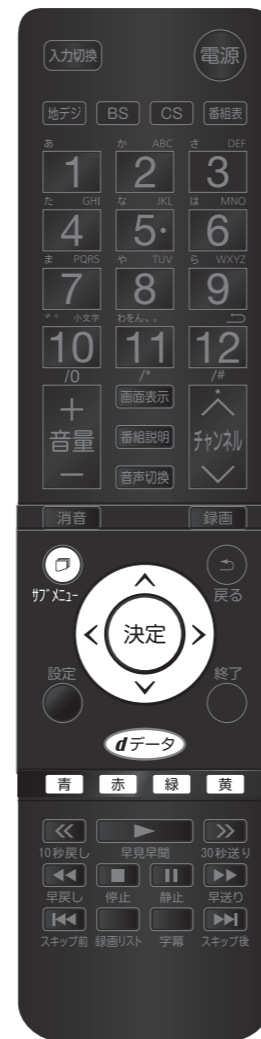 入力切換 電源
地デジ BS CS 番組表
あ か ABC さ DEF
1 2 3
た GHI な JKL は MNO
4 5 6
ま PQRS や TUV ら WXYZ
7 8 9
゛゜ 小文字 わをん、。
10 11 12
/0 /* /#
+ 画面表示
音量 番組説明 チャンネル
− 音声切換
消音 録画
サブメニュー 戻る
決定
設定 終了
dデータ
青 赤 緑 黄
10秒戻し 早見早聞 30秒送り
早戻し 停止 静止 早送り
スキップ前 録画リスト 字幕 スキップ後